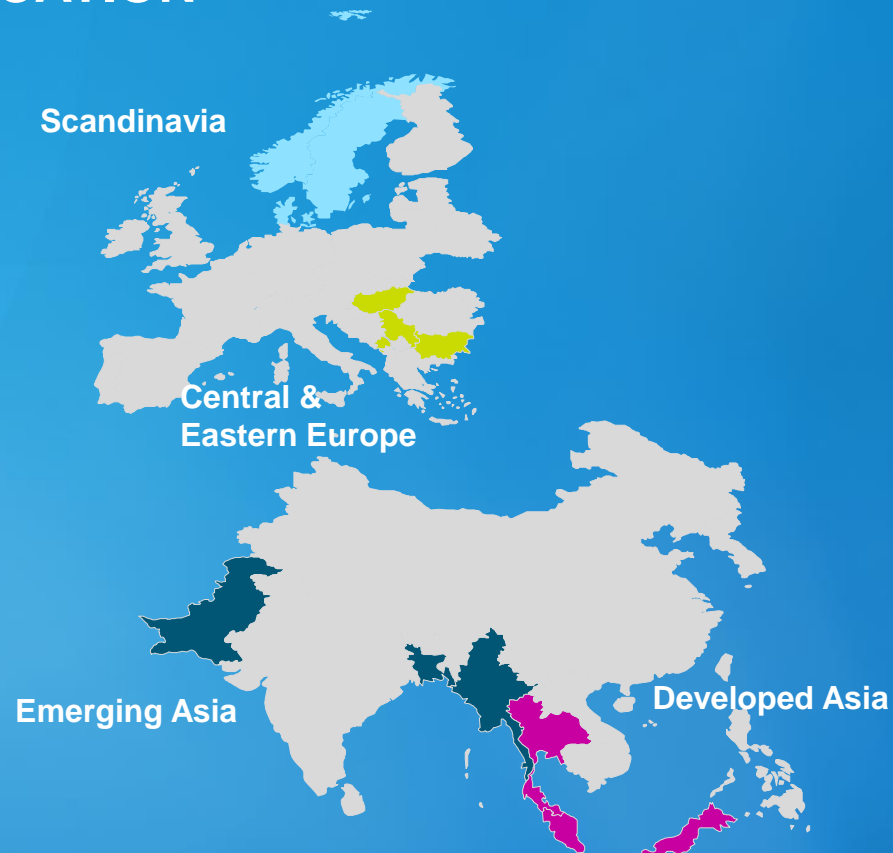 Scandinavia
Central &
Eastern Europe
Emerging Asia
Developed Asia